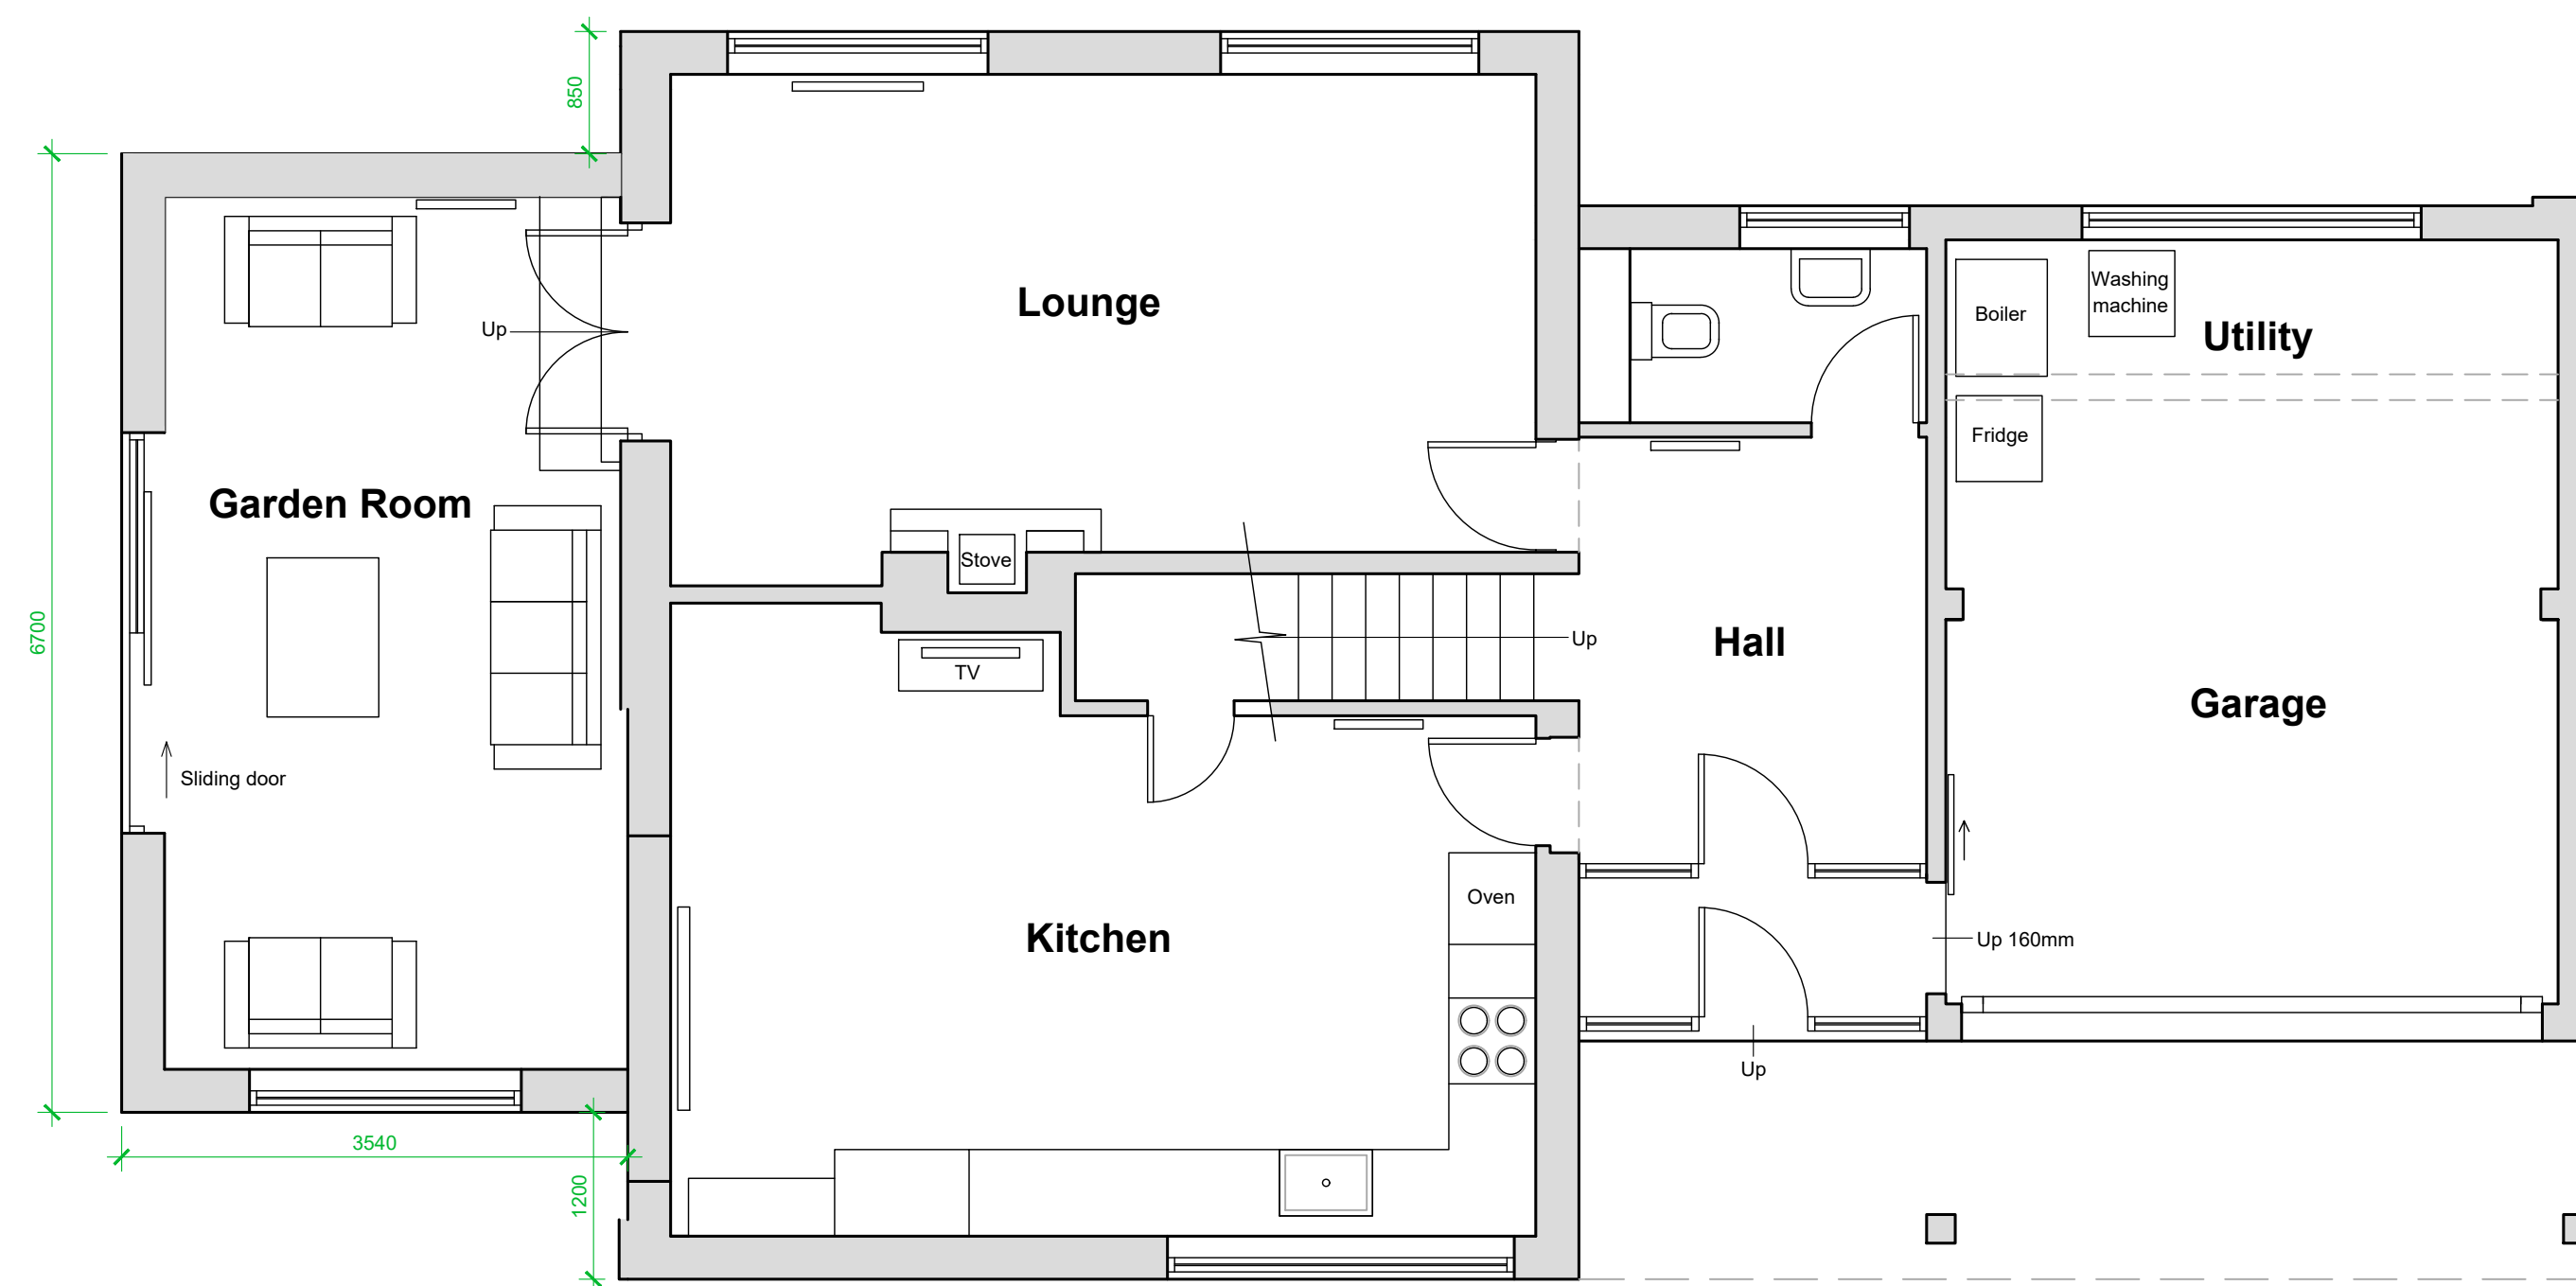 850
Washing
machine
Boiler
Lounge
Up
Utility
Fridge
Garden Room
Stove
6700
Up
Hall
TV
Garage
Sliding door
Oven
Kitchen
Up 160mm
Up
3540
1200